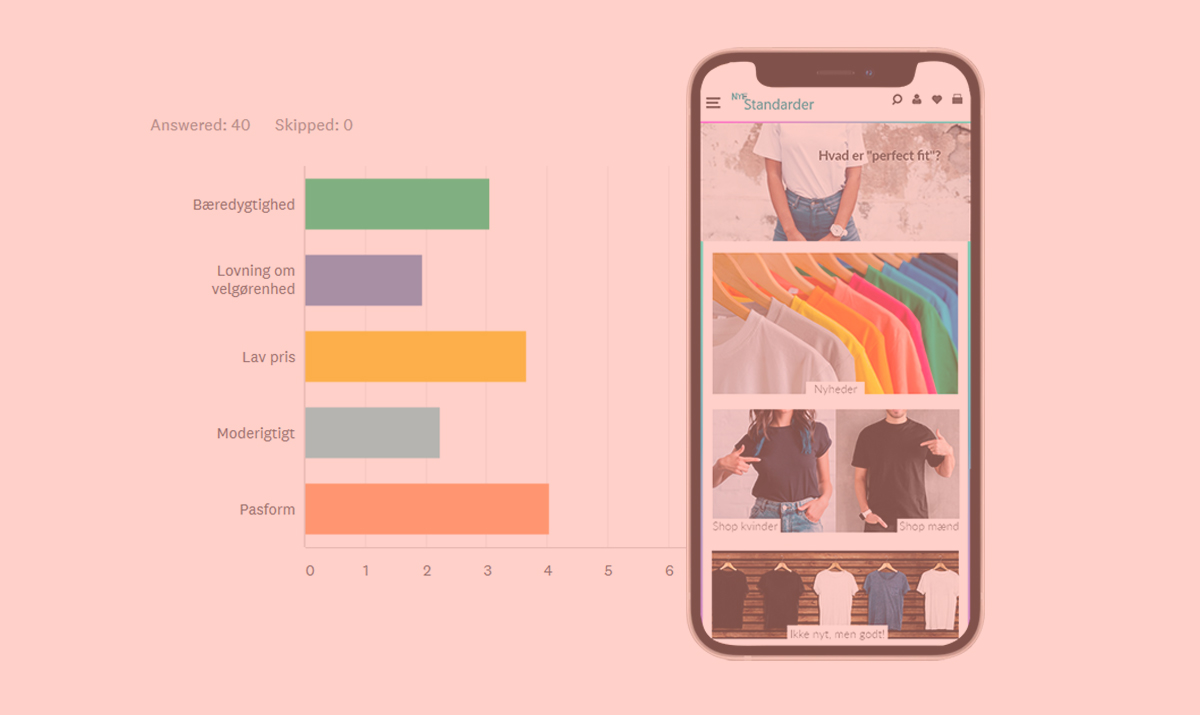 Answered: 40 Skipped: 0
Bæredygtighed
Lovning om
velgørenhed
Lav pris
Moderigtigt
Pasform
0 1 2 3 4 5 6
NYE
Standarder
Hvad er "perfect fit"?
Nyheder
Shop kvinder
Shop mænd
Ikke nyt, men godt!